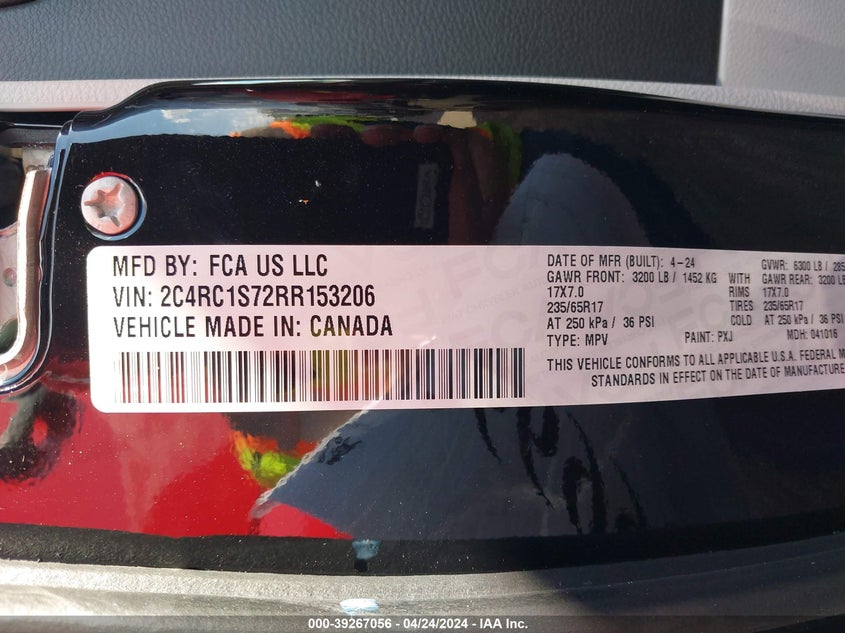 MFD BY: FCA US LLC
VIN: 2C4RC1S72RR153206
VEHICLE MADE IN: CANADA
DATE OF MFR (BUILT): 4-24 GVWR: 6300 LB / 285
GAWR FRONT: 3200 LB / 1452 KG WITH GAWR REAR: 3200 LB
17X7.0 RIMS 17X7.0
235/65R17 TIRES 235/65R17
AT 250 kPa / 36 PSI COLD AT 250 kPa / 36 PSI
TYPE: MPV PAINT: PXJ MDH: 041016
THIS VEHICLE CONFORMS TO ALL APPLICABLE U.S.A. FEDERAL M
STANDARDS IN EFFECT ON THE DATE OF MANUFACTURE
000-39267056 - 04/24/2024 - IAA Inc.